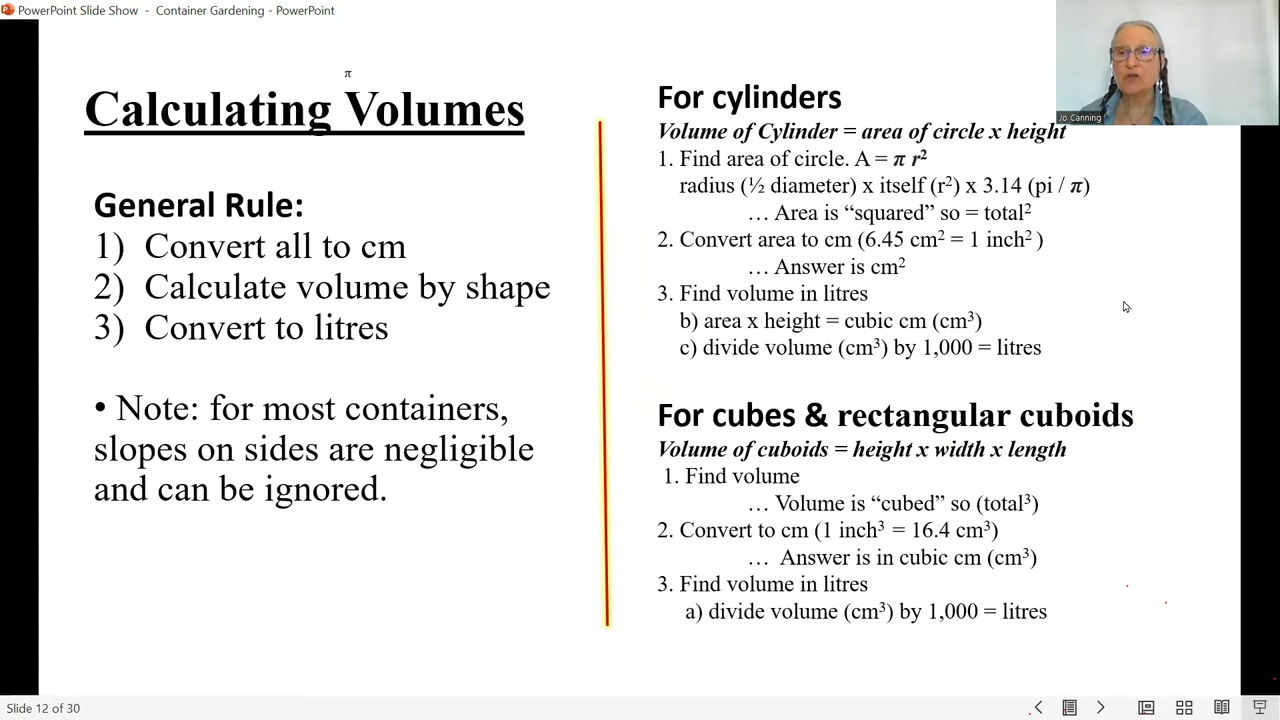 PowerPoint Slide Show - Container Gardening - PowerPoint
π
Calculating Volumes
General Rule:
1) Convert all to cm
2) Calculate volume by shape
3) Convert to litres
• Note: for most containers,
slopes on sides are negligible
and can be ignored.
For cylinders
Volume of Cylinder = area of circle x height
1. Find area of circle. A = π r²
radius (½ diameter) x itself (r²) x 3.14 (pi / π)
… Area is “squared” so = total²
2. Convert area to cm (6.45 cm² = 1 inch² )
… Answer is cm²
3. Find volume in litres
b) area x height = cubic cm (cm³)
c) divide volume (cm³) by 1,000 = litres
For cubes & rectangular cuboids
Volume of cuboids = height x width x length
1. Find volume
… Volume is “cubed” so (total³)
2. Convert to cm (1 inch³ = 16.4 cm³)
… Answer is in cubic cm (cm³)
3. Find volume in litres
a) divide volume (cm³) by 1,000 = litres
Jo Canning
Slide 12 of 30